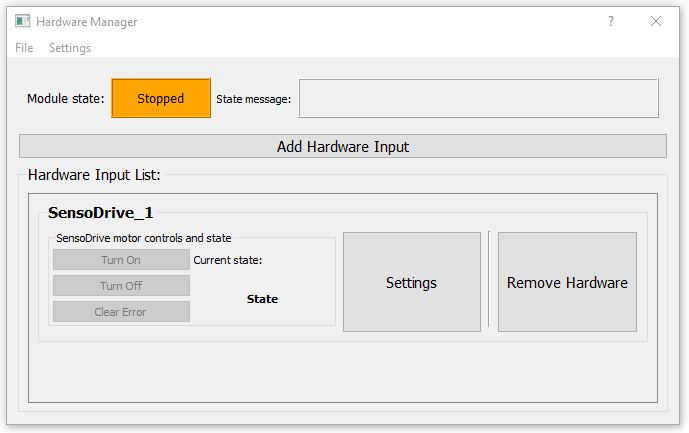 Hardware Manager
?
File Settings
Module state: Stopped State message:
Add Hardware Input
Hardware Input List:
SensoDrive_1
SensoDrive motor controls and state
Turn On Current state:
Turn Off
State
Clear Error
Settings
Remove Hardware